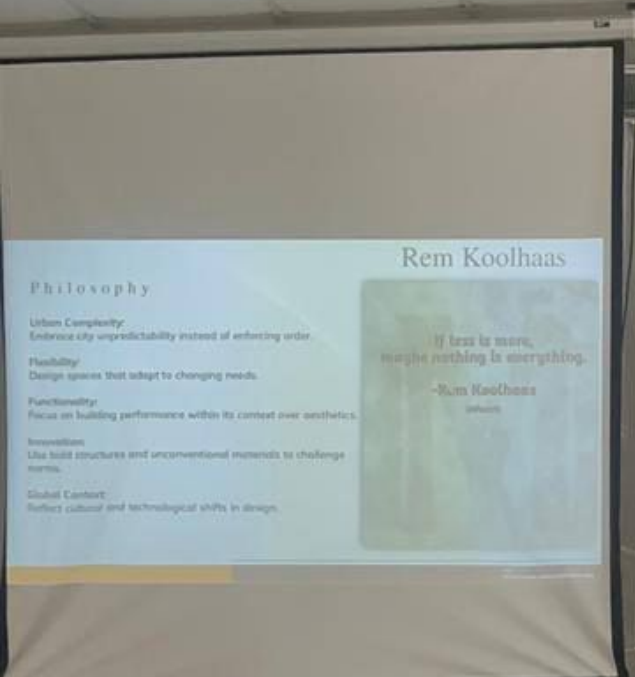 Rem Koolhaas
Philosophy
Urban Complexity:
Embrace city unpredictability instead of enforcing order.
Flexibility:
Design spaces that adapt to changing needs.
Functionality:
Focus on building performance within its context over aesthetics.
Innovation:
Use bold structures and unconventional materials to challenge
norms.
Global Context:
Reflect cultural and technological shifts in design.
If less is more,
maybe nothing is everything.
-Rem Koolhaas